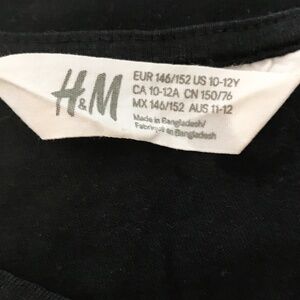 H&M
EUR 146/152 US 10-12Y
CA 10-12A CN 150/76
MX 146/152 AUS 11-12
Made in Bangladesh/
Fabriqué au Bangladesh